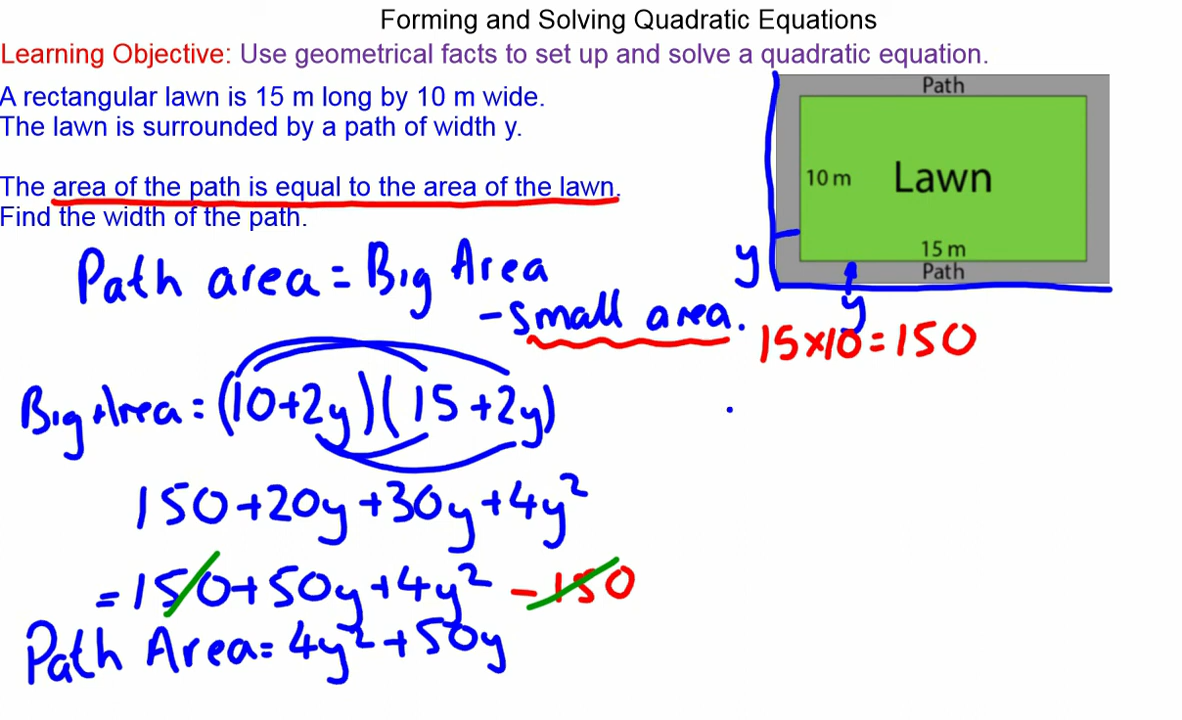 Forming and Solving Quadratic Equations
Learning Objective: Use geometrical facts to set up and solve a quadratic equation.
A rectangular lawn is 15 m long by 10 m wide.
The lawn is surrounded by a path of width y.
The area of the path is equal to the area of the lawn.
Find the width of the path.
Path
10 m
Lawn
15 m
Path
y
y
Path area = Big Area
- small area.
15×10=150
Big Area = (10+2y)(15+2y)
150+20y+30y+4y²
=150+50y+4y² -150
Path Area= 4y²+50y